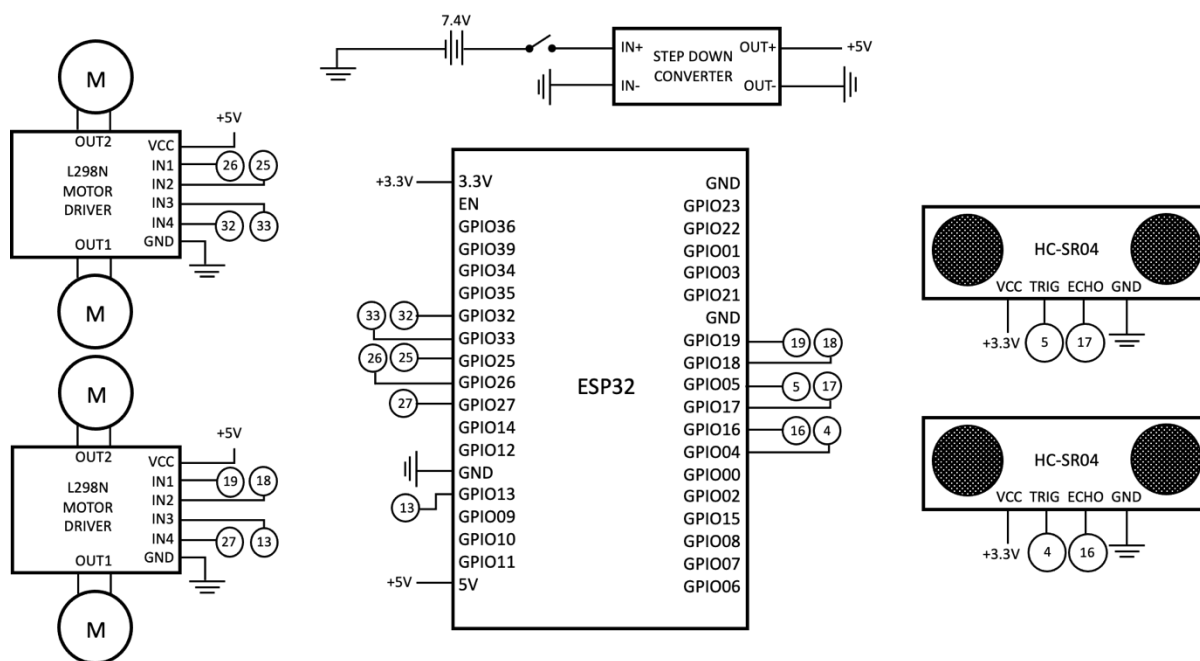 7.4V
IN+
IN-
STEP DOWN
CONVERTER
OUT+
OUT-
+5V
M
OUT2
L298N
MOTOR
DRIVER
OUT1
VCC
IN1
IN2
IN3
IN4
GND
+5V
26 25
32 33
M
M
OUT2
L298N
MOTOR
DRIVER
OUT1
VCC
IN1
IN2
IN3
IN4
GND
+5V
19 18
27 13
M
+3.3V
33 32
26 25
27
13
+5V
3.3V
EN
GPIO36
GPIO39
GPIO34
GPIO35
GPIO32
GPIO33
GPIO25
GPIO26
GPIO27
GPIO14
GPIO12
GND
GPIO13
GPIO09
GPIO10
GPIO11
5V
ESP32
GND
GPIO23
GPIO22
GPIO01
GPIO03
GPIO21
GND
GPIO19
GPIO18
GPIO05
GPIO17
GPIO16
GPIO04
GPIO00
GPIO02
GPIO15
GPIO08
GPIO07
GPIO06
19 18
5 17
16 4
HC-SR04
VCC TRIG ECHO GND
+3.3V 5 17
HC-SR04
VCC TRIG ECHO GND
+3.3V 4 16